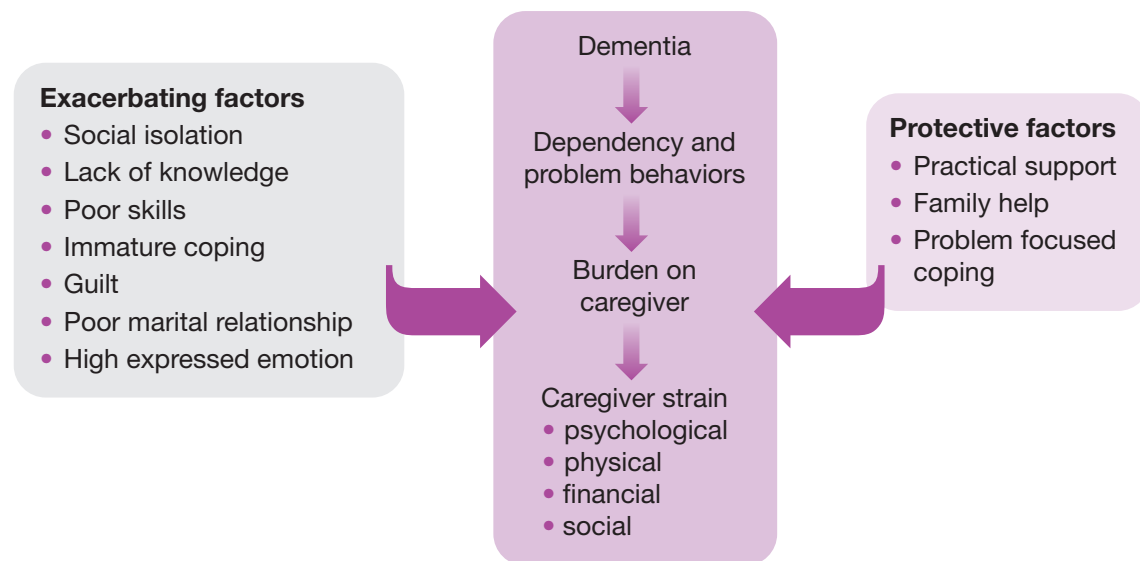 Exacerbating factors
• Social isolation
• Lack of knowledge
• Poor skills
• Immature coping
• Guilt
• Poor marital relationship
• High expressed emotion
Dementia
Dependency and
problem behaviors
Burden on
caregiver
Caregiver strain
• psychological
• physical
• financial
• social
Protective factors
• Practical support
• Family help
• Problem focused
coping